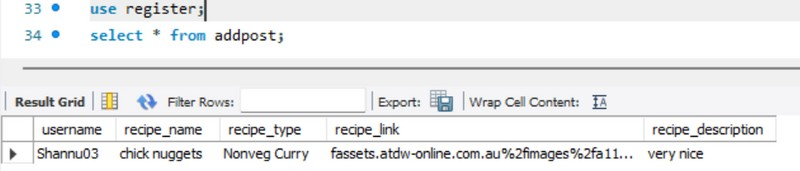 33 use register;
34 select * from addpost;
Result Grid Filter Rows: Export: Wrap Cell Content: IA
username recipe_name recipe_type recipe_link recipe_description
Shannu03 chick nuggets Nonveg Curry fassets.atdw-online.com.au%2fimages%2fa11... very nice